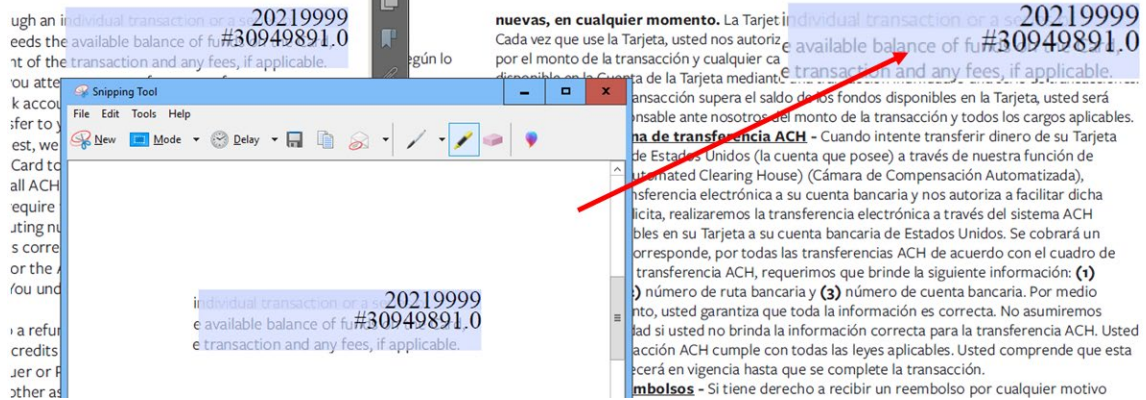 ugh an individual transaction or a se
20219999
eeds the available balance of fun
#30949891.0
nt of the transaction and any fees, if applicable.
ou atte
k accou
sfer to y
est, we
Card to
all ACH
equire
uting nu
s corre
or the A
You und
o a refun
credits
uer or F
other as
egún lo
Snipping Tool
File Edit Tools Help
New Mode Delay
individual transaction or a se
20219999
e available balance of fun
#30949891.0
e transaction and any fees, if applicable.
nuevas, en cualquier momento. La Tarjet
individual transaction or a se
20219999
Cada vez que use la Tarjeta, usted nos autoriz
e available balance of fun
#30949891.0
por el monto de la transacción y cualquier ca
e transaction and any fees, if applicable.
disponible en la Cuenta de la Tarjeta mediant
ansacción supera el saldo de los fondos disponibles en la Tarjeta, usted será
onsable ante nosotros del monto de la transacción y todos los cargos aplicables.
na de transferencia ACH - Cuando intente transferir dinero de su Tarjeta
de Estados Unidos (la cuenta que posee) a través de nuestra función de
utomated Clearing House) (Cámara de Compensación Automatizada),
nsferencia electrónica a su cuenta bancaria y nos autoriza a facilitar dicha
licita, realizaremos la transferencia electrónica a través del sistema ACH
bles en su Tarjeta a su cuenta bancaria de Estados Unidos. Se cobrará un
orresponde, por todas las transferencias ACH de acuerdo con el cuadro de
transferencia ACH, requerimos que brinde la siguiente información: (1)
) número de ruta bancaria y (3) número de cuenta bancaria. Por medio
nto, usted garantiza que toda la información es correcta. No asumiremos
dad si usted no brinda la información correcta para la transferencia ACH. Usted
acción ACH cumple con todas las leyes aplicables. Usted comprende que esta
ecerá en vigencia hasta que se complete la transacción.
mbolsos - Si tiene derecho a recibir un reembolso por cualquier motivo